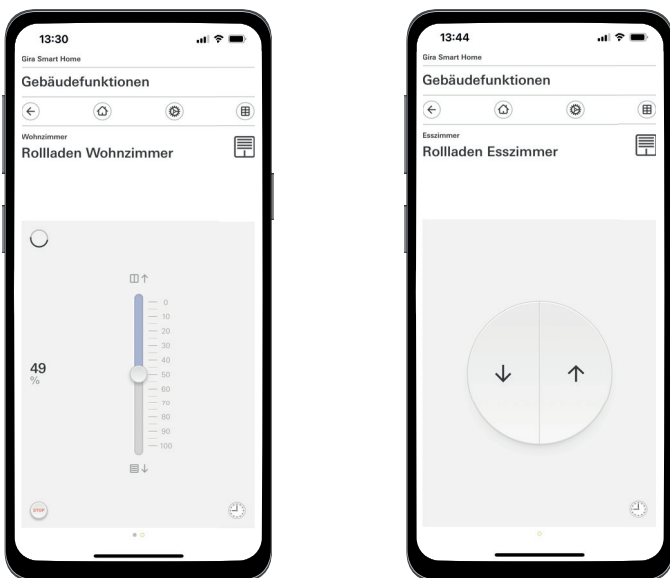 13:30
Gira Smart Home
Gebäudefunktionen
Wohnzimmer
Rollladen Wohnzimmer
0
10
20
30
40
50
60
70
80
90
100
49
%
STOP
13:44
Gira Smart Home
Gebäudefunktionen
Esszimmer
Rollladen Esszimmer